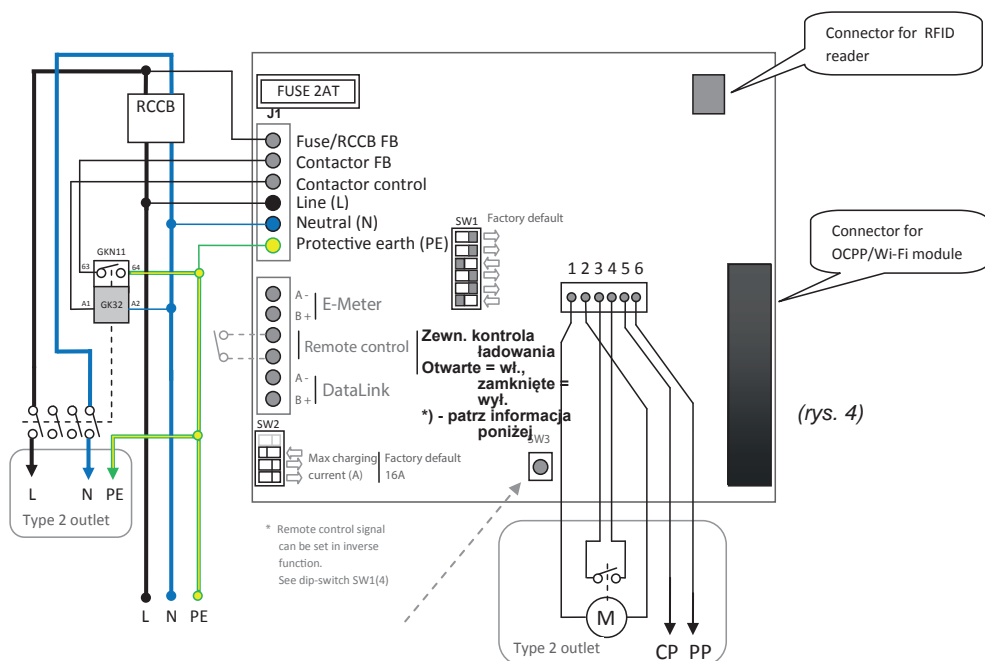 Connector for RFID
reader
FUSE 2AT
J1
RCCB
Fuse/RCCB FB
Contactor FB
Contactor control
Line (L)
Neutral (N)
Protective earth (PE)
SW1
Factory default
Connector for
OCPP/Wi-Fi module
GKN11
63
64
A1
GK32
A2
1 2 3 4 5 6
A -
B +
E-Meter
Remote control
A -
B +
DataLink
Zewn. kontrola
ładowania
Otwarte = wł.,
zamknięte =
wył.
*) - patrz informacja
poniżej
(rys. 4)
SW2
SW3
Max charging
current (A)
Factory default
16A
L N PE
Type 2 outlet
* Remote control signal
can be set in inverse
function.
See dip-switch SW1(4)
M
Type 2 outlet
CP PP
L N PE